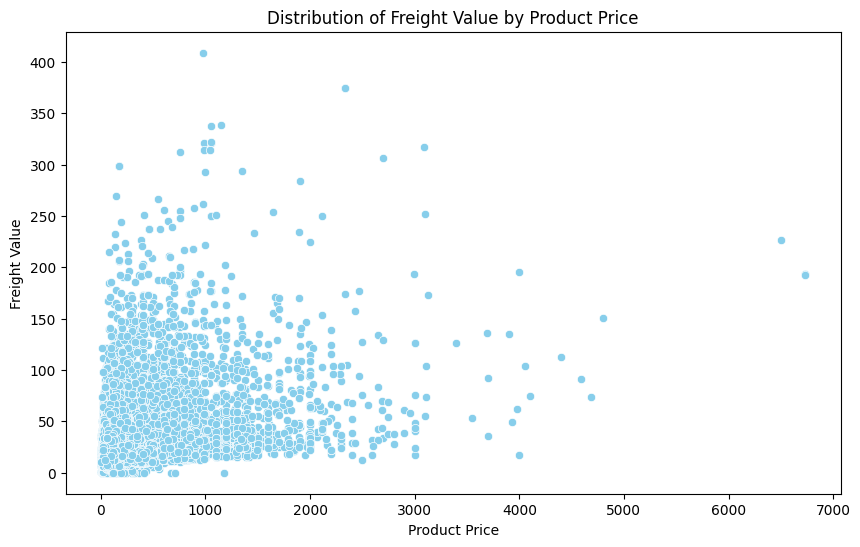 Distribution of Freight Value by Product Price
Freight Value
400
350
300
250
200
150
100
50
0
0 1000 2000 3000 4000 5000 6000 7000
Product Price